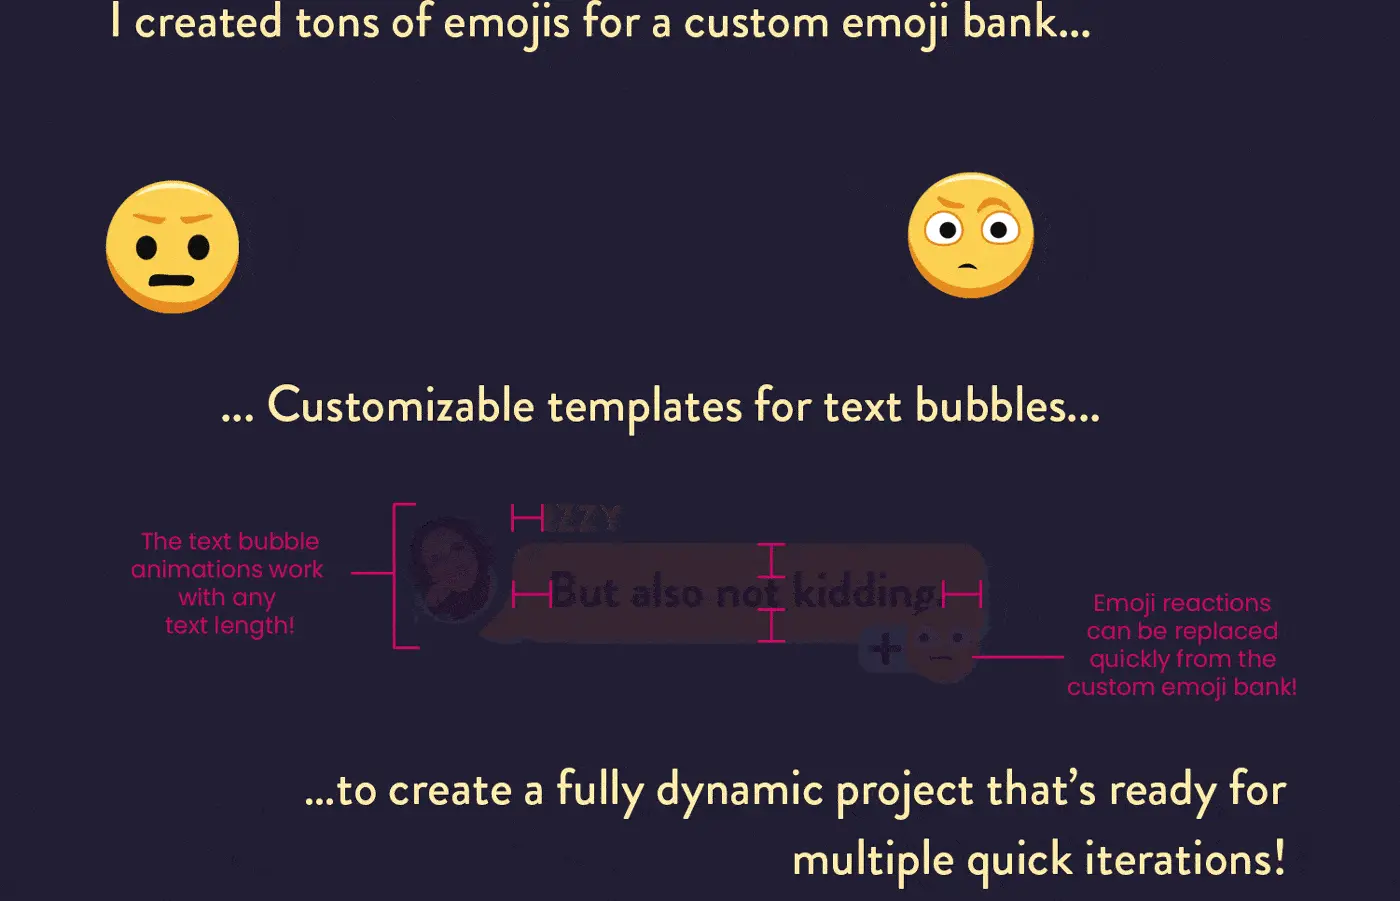 I created tons of emojis for a custom emoji bank...
... Customizable templates for text bubbles...
The text bubble
animations work
with any
text length!
IZZY
But also not kidding.
Emoji reactions
can be replaced
quickly from the
custom emoji bank!
...to create a fully dynamic project that’s ready for
multiple quick iterations!